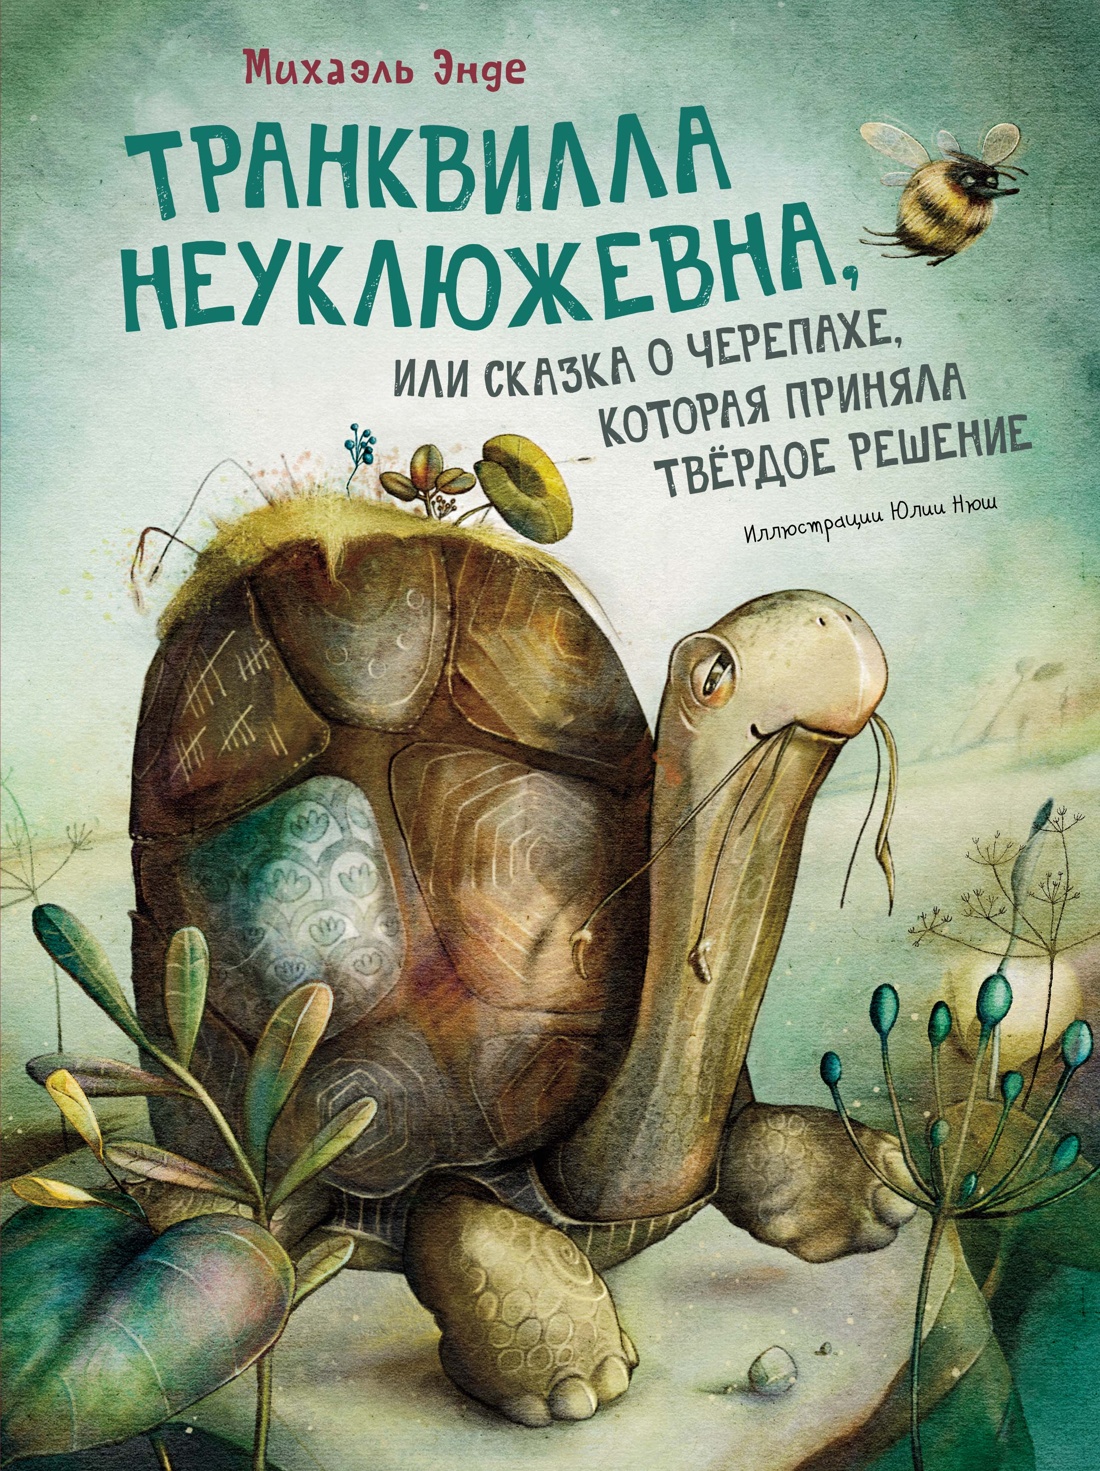 Михаэль Энде
ТРАНКВИЛЛА
НЕУКЛЮЖЕВНА,
ИЛИ СКАЗКА О ЧЕРЕПАХЕ,
КОТОРАЯ ПРИНЯЛА
ТВЁРДОЕ РЕШЕНИЕ
Иллюстрации Юлии Нюш